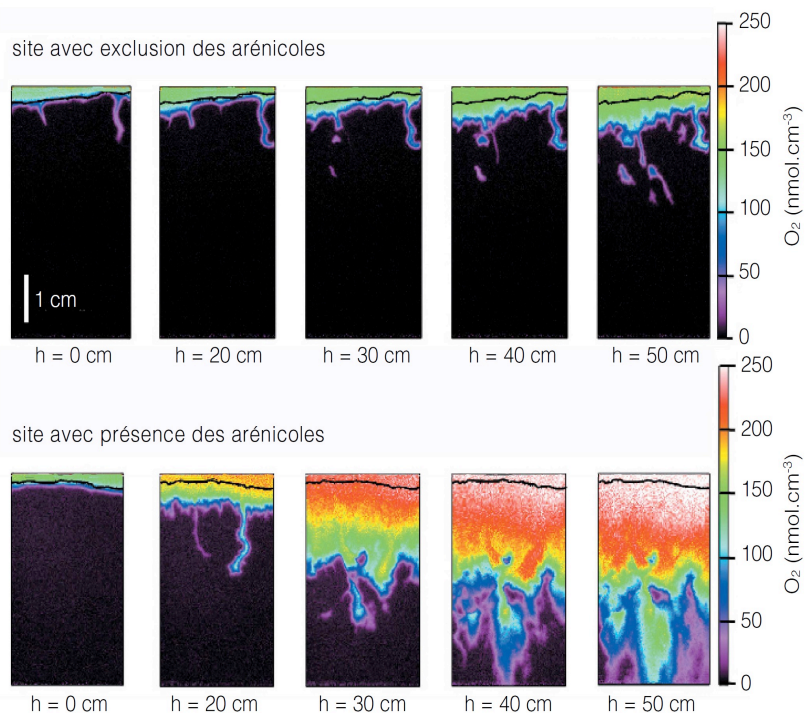 site avec exclusion des arénicoles
1 cm
h = 0 cm
h = 20 cm
h = 30 cm
h = 40 cm
h = 50 cm
250
200
150
100
50
0
O₂ (nmol.cm⁻³)
site avec présence des arénicoles
h = 0 cm
h = 20 cm
h = 30 cm
h = 40 cm
h = 50 cm
250
200
150
100
50
0
O₂ (nmol.cm⁻³)